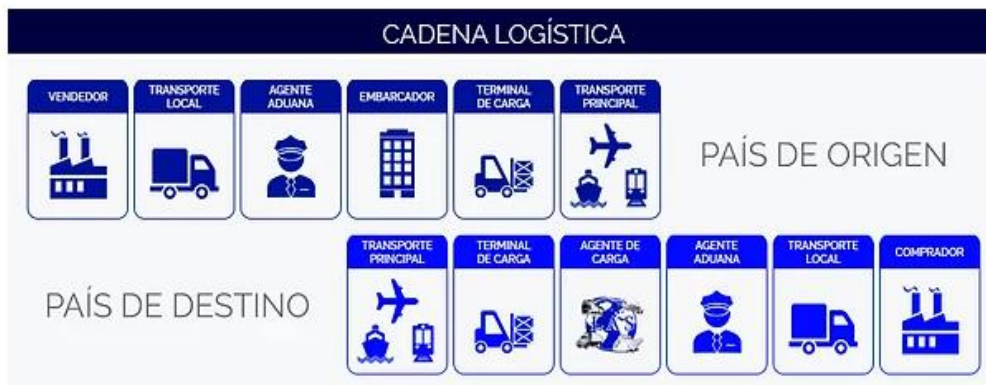 CADENA LOGÍSTICA
VENDEDOR
TRANSPORTE
LOCAL
AGENTE
ADUANA
EMBARCADOR
TERMINAL
DE CARGA
TRANSPORTE
PRINCIPAL
PAÍS DE ORIGEN
PAÍS DE DESTINO
TRANSPORTE
PRINCIPAL
TERMINAL
DE CARGA
AGENTE DE
CARGA
AGENTE
ADUANA
TRANSPORTE
LOCAL
COMPRADOR